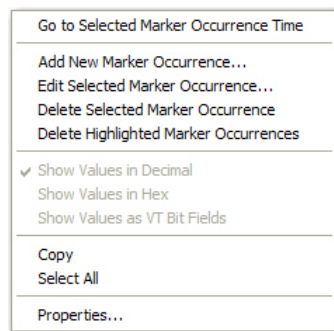 Go to Selected Marker Occurrence Time
Add New Marker Occurrence...
Edit Selected Marker Occurrence...
Delete Selected Marker Occurrence
Delete Highlighted Marker Occurrences
Show Values in Decimal
Show Values in Hex
Show Values as VT Bit Fields
Copy
Select All
Properties...